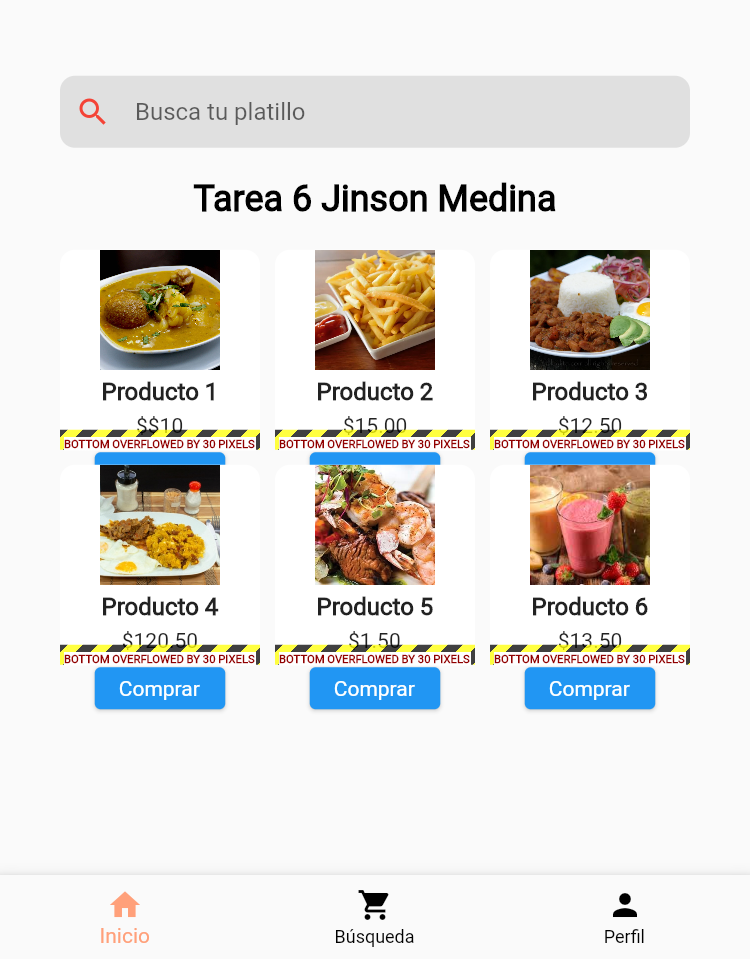 Busca tu platillo
Tarea 6 Jinson Medina
Producto 1 Producto 2 Producto 3
$$10 $15.00 $12.50
BOTTOM OVERFLOWED BY 30 PIXELS BOTTOM OVERFLOWED BY 30 PIXELS BOTTOM OVERFLOWED BY 30 PIXELS
Producto 4 Producto 5 Producto 6
$120.50 $1.50 $13.50
BOTTOM OVERFLOWED BY 30 PIXELS BOTTOM OVERFLOWED BY 30 PIXELS BOTTOM OVERFLOWED BY 30 PIXELS
Comprar Comprar Comprar
Inicio Búsqueda Perfil